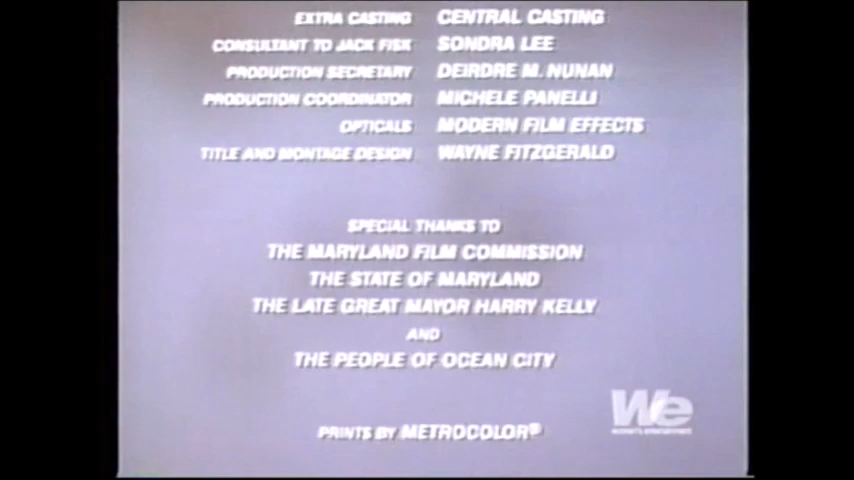 EXTRA CASTING CENTRAL CASTING
CONSULTANT TO JACK FISK SONDRA LEE
PRODUCTION SECRETARY DEIRDRE M. NUNAN
PRODUCTION COORDINATOR MICHELE PANELLI
OPTICALS MODERN FILM EFFECTS
TITLE AND MONTAGE DESIGN WAYNE FITZGERALD
SPECIAL THANKS TO
THE MARYLAND FILM COMMISSION
THE STATE OF MARYLAND
THE LATE GREAT MAYOR HARRY KELLY
AND
THE PEOPLE OF OCEAN CITY
We
WOMEN'S ENTERTAINMENT
PRINTS BY METROCOLOR®